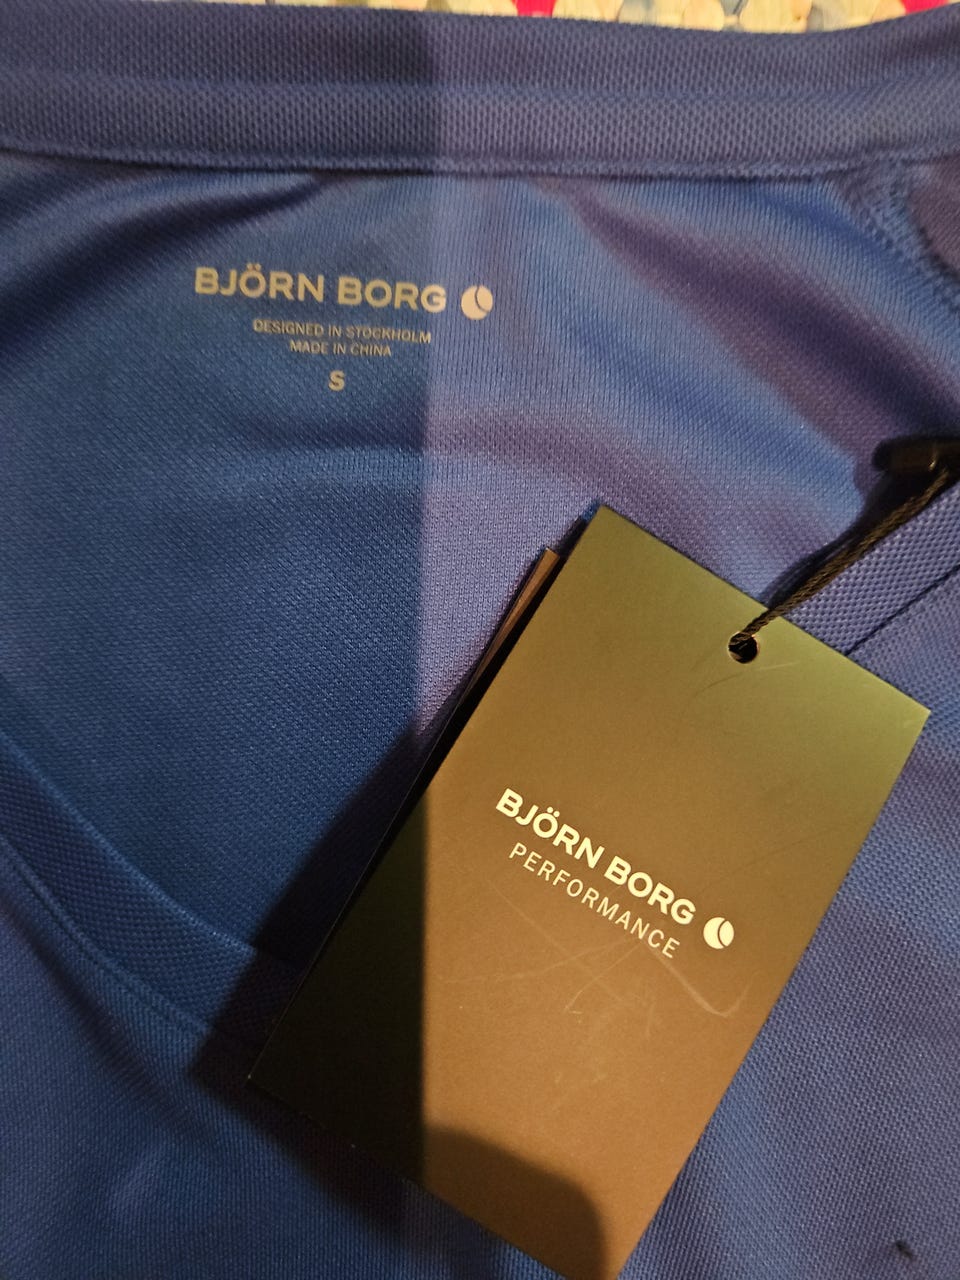 BJÖRN BORG
DESIGNED IN STOCKHOLM
MADE IN CHINA
S
BJÖRN BORG
PERFORMANCE